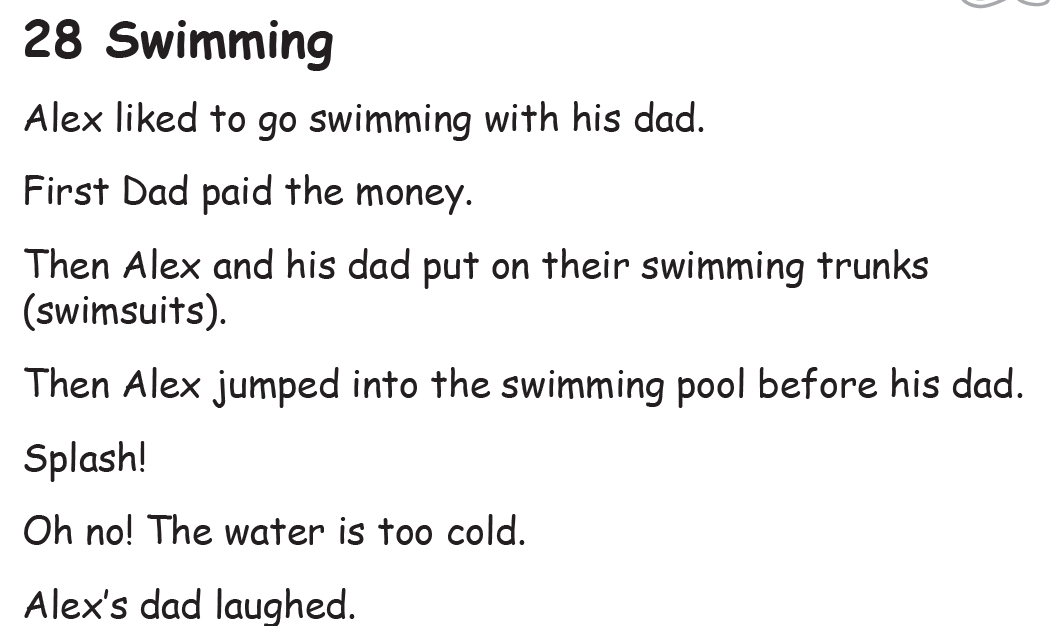 28 Swimming
Alex liked to go swimming with his dad.
First Dad paid the money.
Then Alex and his dad put on their swimming trunks
(swimsuits).
Then Alex jumped into the swimming pool before his dad.
Splash!
Oh no! The water is too cold.
Alex’s dad laughed.